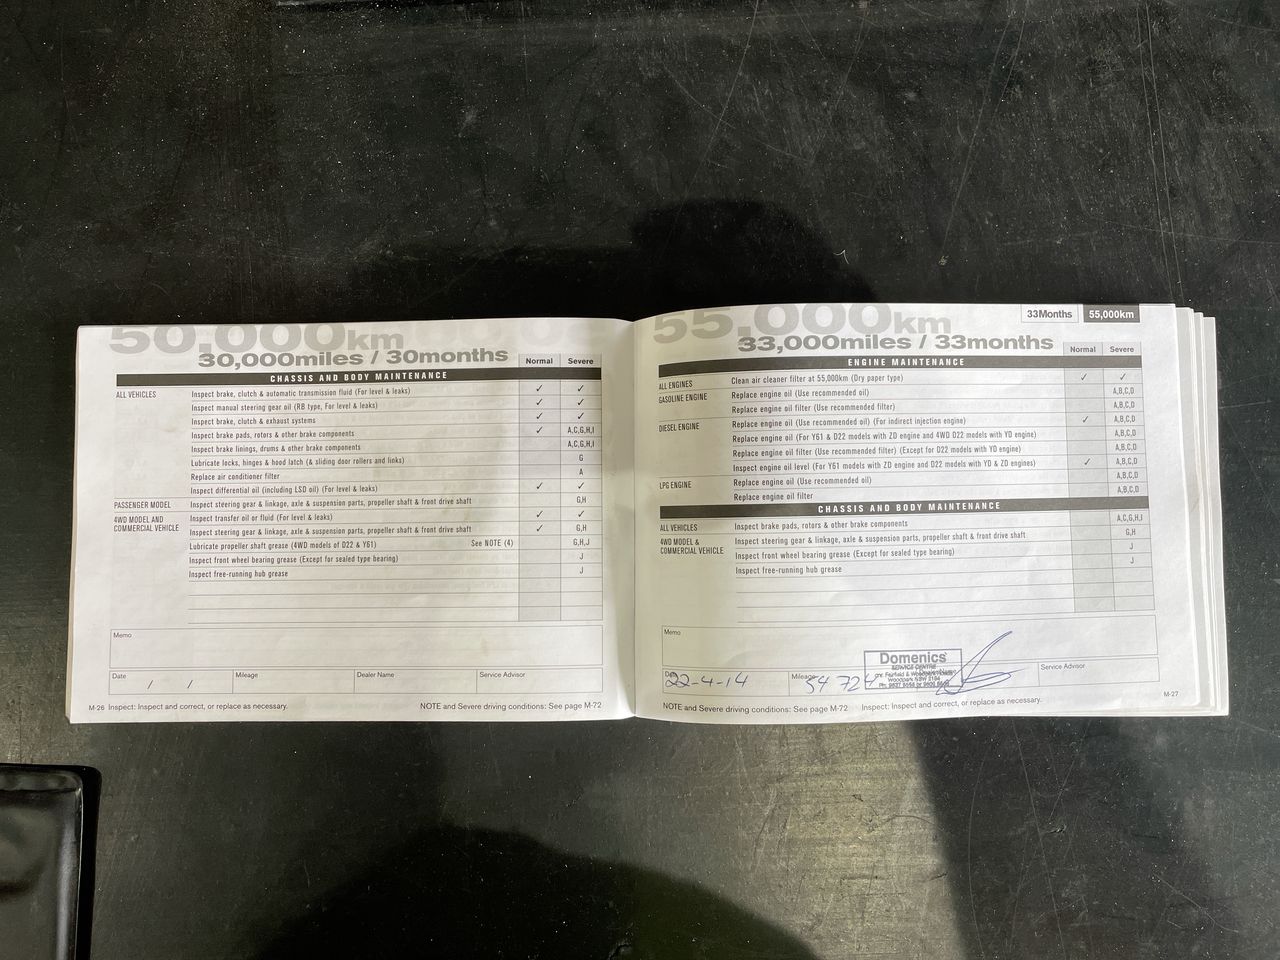 50,000km
30,000miles / 30months
Normal Severe
CHASSIS AND BODY MAINTENANCE
ALL VEHICLES Inspect brake, clutch & automatic transmission fluid (For level & leaks) ✓ ✓
Inspect manual steering gear oil (RB type, For level & leaks) ✓ ✓
Inspect brake, clutch & exhaust systems ✓ ✓
Inspect brake pads, rotors & other brake components ✓ A,C,G,H,I
Inspect brake linings, drums & other brake components A,C,G,H,I
Lubricate locks, hinges & hood latch (& sliding door rollers and links) G
Replace air conditioner filter A
Inspect differential oil (including LSD oil) (For level & leaks) ✓ ✓
PASSENGER MODEL Inspect steering gear & linkage, axle & suspension parts, propeller shaft & front drive shaft G,H
4WD MODEL AND COMMERCIAL VEHICLE Inspect transfer oil or fluid (For level & leaks) ✓ ✓
Inspect steering gear & linkage, axle & suspension parts, propeller shaft & front drive shaft ✓ G,H
Lubricate propeller shaft grease (4WD models of D22 & Y61) See NOTE (4) G,H,J
Inspect front wheel bearing grease (Except for sealed type bearing) J
Inspect free-running hub grease J
Memo
Date / / Mileage Dealer Name Service Advisor
M-26 Inspect: Inspect and correct, or replace as necessary. NOTE and Severe driving conditions: See page M-72
33Months 55,000km
55,000km
33,000miles / 33months
Normal Severe
ENGINE MAINTENANCE
ALL ENGINES Clean air cleaner filter at 55,000km (Dry paper type) ✓ ✓
GASOLINE ENGINE Replace engine oil (Use recommended oil) A,B,C,D
Replace engine oil filter (Use recommended filter) A,B,C,D
DIESEL ENGINE Replace engine oil (Use recommended oil) (For indirect injection engine) ✓ A,B,C,D
Replace engine oil (For Y61 & D22 models with ZD engine and 4WD D22 models with YD engine) A,B,C,D
Replace engine oil filter (Use recommended filter) (Except for D22 models with YD engine) A,B,C,D
Inspect engine oil level (For Y61 models with ZD engine and D22 models with YD & ZD engines) ✓ A,B,C,D
LPG ENGINE Replace engine oil (Use recommended oil) A,B,C,D
Replace engine oil filter A,B,C,D
CHASSIS AND BODY MAINTENANCE
ALL VEHICLES Inspect brake pads, rotors & other brake components A,C,G,H,I
4WD MODEL & COMMERCIAL VEHICLE Inspect steering gear & linkage, axle & suspension parts, propeller shaft & front drive shaft G,H
Inspect front wheel bearing grease (Except for sealed type bearing) J
Inspect free-running hub grease J
Memo
Domenics
SERVICE CENTRE
Date 22-4-14 Mileage 54 724 Service Advisor
NOTE and Severe driving conditions: See page M-72 Inspect: Inspect and correct, or replace as necessary. M-27